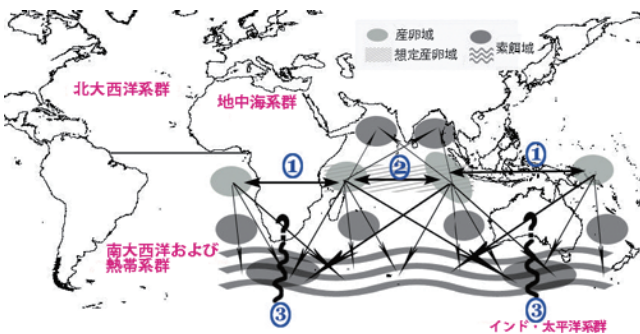 産卵域
想定産卵域
索餌域
北大西洋系群
地中海系群
①
②
①
南大西洋および
熱帯系群
③
③
インド・太平洋系群